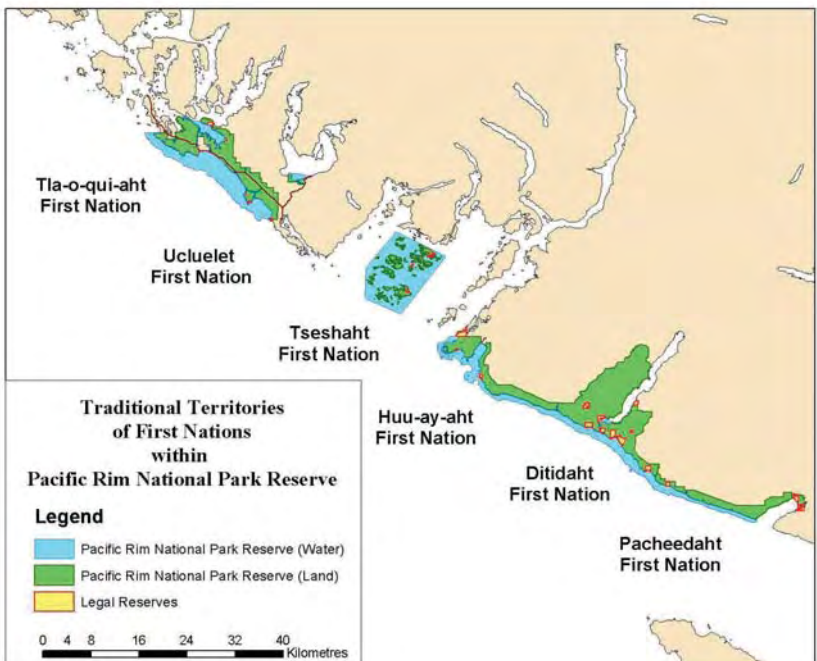 Tla-o-qui-aht
First Nation
Ucluelet
First Nation
Tseshaht
First Nation
Huu-ay-aht
First Nation
Ditidaht
First Nation
Pacheedaht
First Nation
Traditional Territories
of First Nations
within
Pacific Rim National Park Reserve
Legend
Pacific Rim National Park Reserve (Water)
Pacific Rim National Park Reserve (Land)
Legal Reserves
0 4 8 16 24 32 40
Kilometres